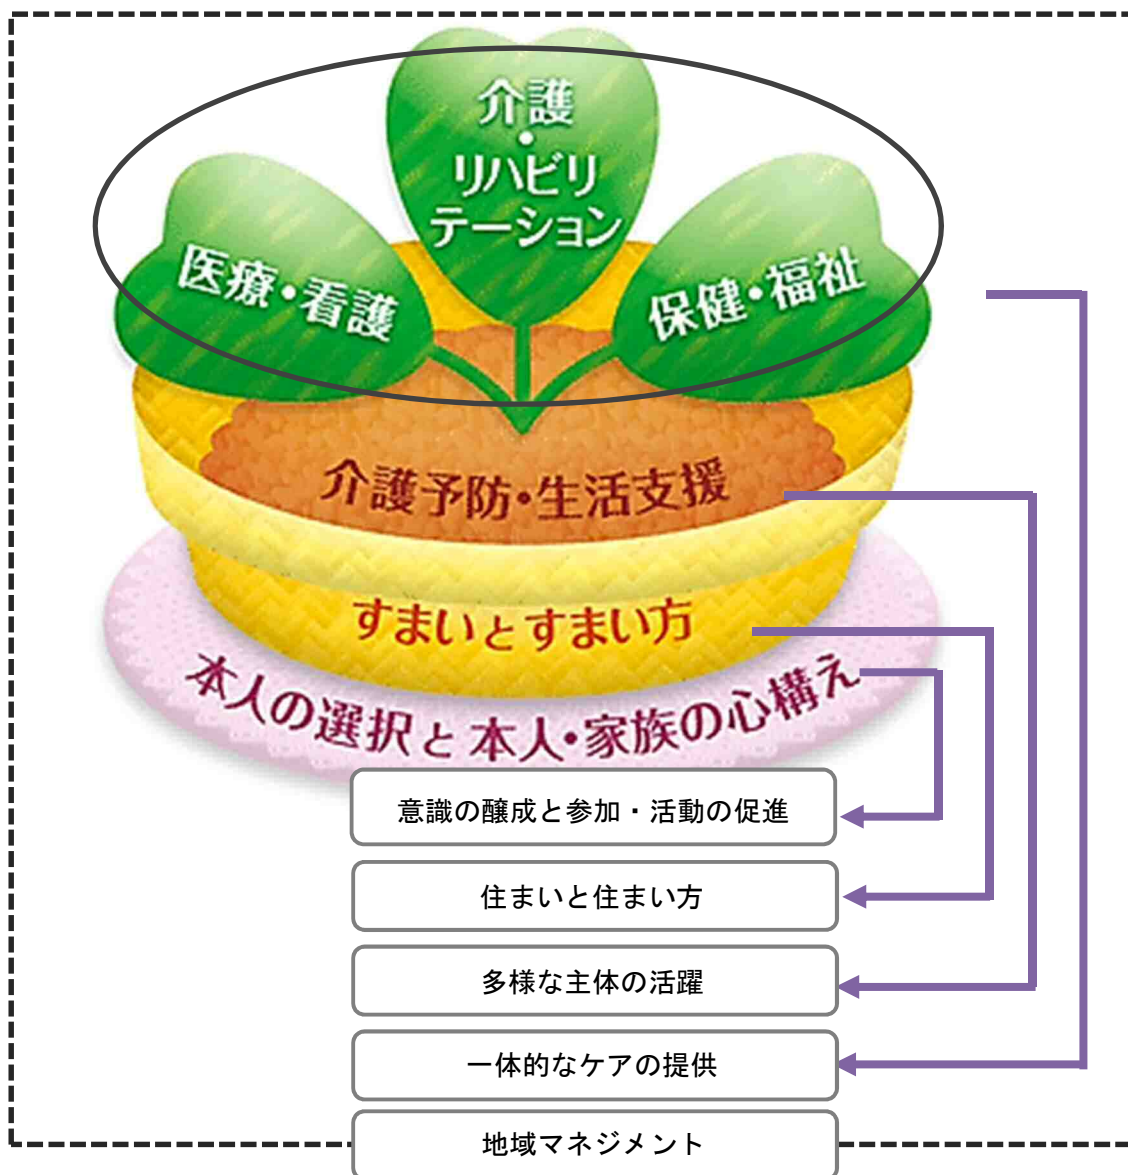 介護
・
リハビリ
テーション
医療・看護
保健・福祉
介護予防・生活支援
すまいとすまい方
本人の選択と本人・家族の心構え
意識の醸成と参加・活動の促進
住まいと住まい方
多様な主体の活躍
一体的なケアの提供
地域マネジメント